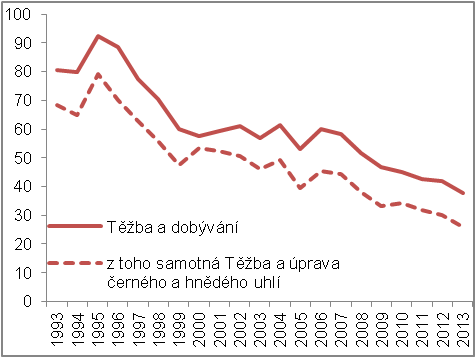 100
90
80
70
60
50
40
30
20
10
0
Těžba a dobývání
z toho samotná Těžba a úprava
černého a hnědého uhlí
1993 1994 1995 1996 1997 1998 1999 2000 2001 2002 2003 2004 2005 2006 2007 2008 2009 2010 2011 2012 2013